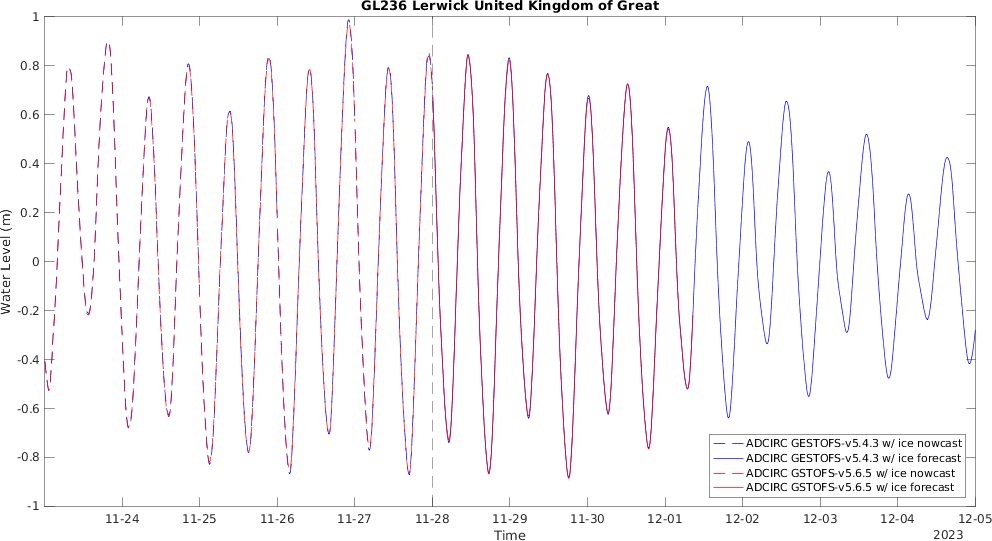 GL236 Lerwick United Kingdom of Great
1
0.8
0.6
0.4
0.2
0
-0.2
-0.4
-0.6
-0.8
-1
Water Level (m)
ADCIRC GESTOFS-v5.4.3 w/ ice nowcast
ADCIRC GESTOFS-v5.4.3 w/ ice forecast
ADCIRC GSTOFS-v5.6.5 w/ ice nowcast
ADCIRC GSTOFS-v5.6.5 w/ ice forecast
11-24 11-25 11-26 11-27 11-28 11-29 11-30 12-01 12-02 12-03 12-04 12-05
Time
2023